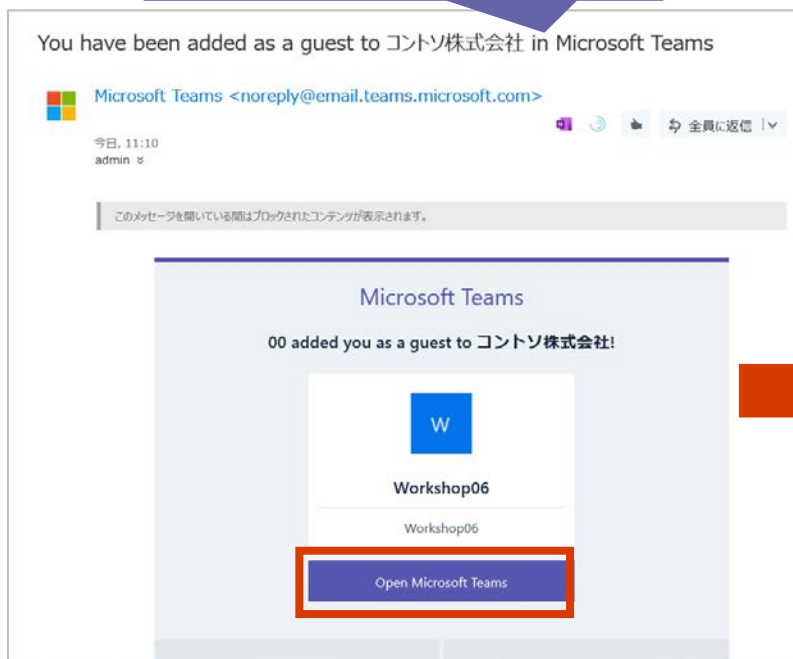 You have been added as a guest to コントソ株式会社 in Microsoft Teams
Microsoft Teams <noreply@email.teams.microsoft.com>
全員に返信
今日, 11:10
admin
このメッセージを開いている間はブロックされたコンテンツが表示されます。
Microsoft Teams
00 added you as a guest to コントソ株式会社!
W
Workshop06
Workshop06
Open Microsoft Teams